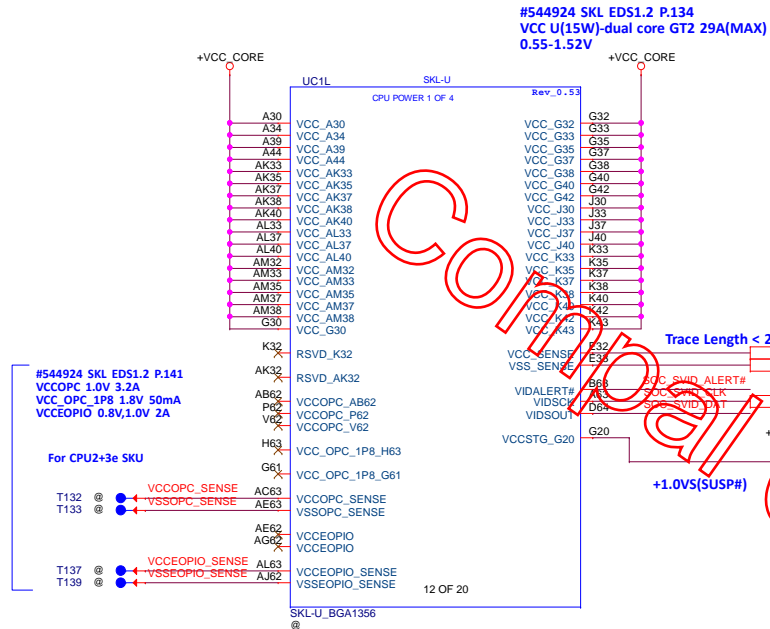 #544924 SKL EDS1.2 P.134
VCC U(15W)-dual core GT2 29A(MAX)
0.55-1.52V
+VCC_CORE
+VCC_CORE
UC1L
SKL-U
Rev_0.53
CPU POWER 1 OF 4
A30 VCC_A30 VCC_G32 G32
A34 VCC_A34 VCC_G33 G33
A39 VCC_A39 VCC_G35 G35
A44 VCC_A44 VCC_G37 G37
AK33 VCC_AK33 VCC_G38 G38
AK35 VCC_AK35 VCC_G40 G40
AK37 VCC_AK37 VCC_G42 G42
AK38 VCC_AK38 VCC_J30 J30
AK40 VCC_AK40 VCC_J33 J33
AL33 VCC_AL33 VCC_J37 J37
AL37 VCC_AL37 VCC_J40 J40
AL40 VCC_AL40 VCC_K33 K33
AM32 VCC_AM32 VCC_K35 K35
AM33 VCC_AM33 VCC_K37 K37
AM35 VCC_AM35 VCC_K38 K38
AM37 VCC_AM37 VCC_K40 K40
AM38 VCC_AM38 VCC_K42 K42
G30 VCC_G30 VCC_K43 K43
K32 RSVD_K32
Trace Length < 2
VCC_SENSE E32
VSS_SENSE E33
AK32 RSVD_AK32
#544924 SKL EDS1.2 P.141
VCCOPC 1.0V 3.2A
VCC_OPC_1P8 1.8V 50mA
VCCEOPIO 0.8V,1.0V 2A
AB62 VCCOPC_AB62
P62 VCCOPC_P62
V62 VCCOPC_V62
VIDALERT# B63 SOC_SVID_ALERT#
VIDSCK A63 SOC_SVID_CLK
VIDSOUT D64 SOC_SVID_DAT
H63 VCC_OPC_1P8_H63
VCCSTG_G20 G20
G61 VCC_OPC_1P8_G61
+1.0VS(SUSP#)
For CPU2+3e SKU
T132 @ VCCOPC_SENSE AC63 VCCOPC_SENSE
T133 @ VSSOPC_SENSE AE63 VSSOPC_SENSE
AE62 VCCEOPIO
AG62 VCCEOPIO
T137 @ VCCEOPIO_SENSE AL63 VCCEOPIO_SENSE
T139 @ VSSEOPIO_SENSE AJ62 VSSEOPIO_SENSE
12 OF 20
SKL-U_BGA1356
@
Compal